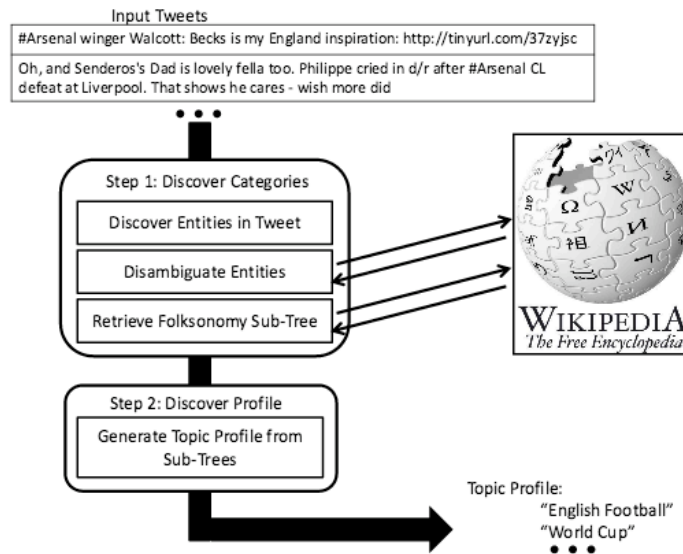 Input Tweets
#Arsenal winger Walcott: Becks is my England inspiration: http://tinyurl.com/37zyjsc
Oh, and Senderos's Dad is lovely fella too. Philippe cried in d/r after #Arsenal CL
defeat at Liverpool. That shows he cares - wish more did
Step 1: Discover Categories
Discover Entities in Tweet
Disambiguate Entities
Retrieve Folksonomy Sub-Tree
Ω
W
И
祖
WIKIPEDIA
The Free Encyclopedia
Step 2: Discover Profile
Generate Topic Profile from
Sub-Trees
Topic Profile:
"English Football"
"World Cup"